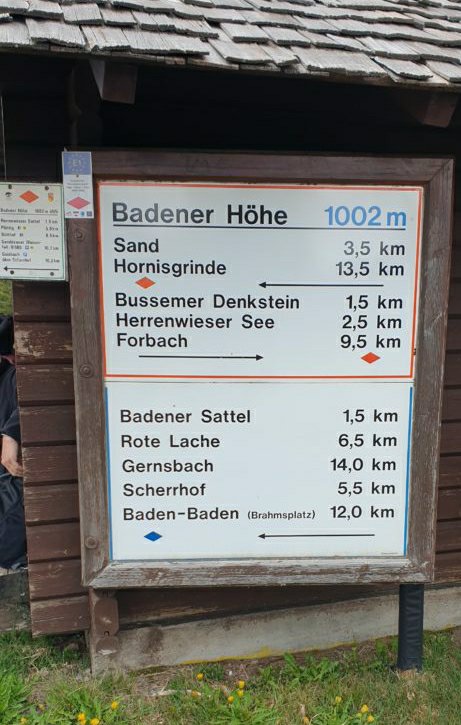 Badener Höhe 1002 m
Sand 3,5 km
Hornisgrinde 13,5 km
Bussemer Denkstein 1,5 km
Herrenwieser See 2,5 km
Forbach 9,5 km
Badener Sattel 1,5 km
Rote Lache 6,5 km
Gernsbach 14,0 km
Scherrhof 5,5 km
Baden-Baden (Brahmsplatz) 12,0 km